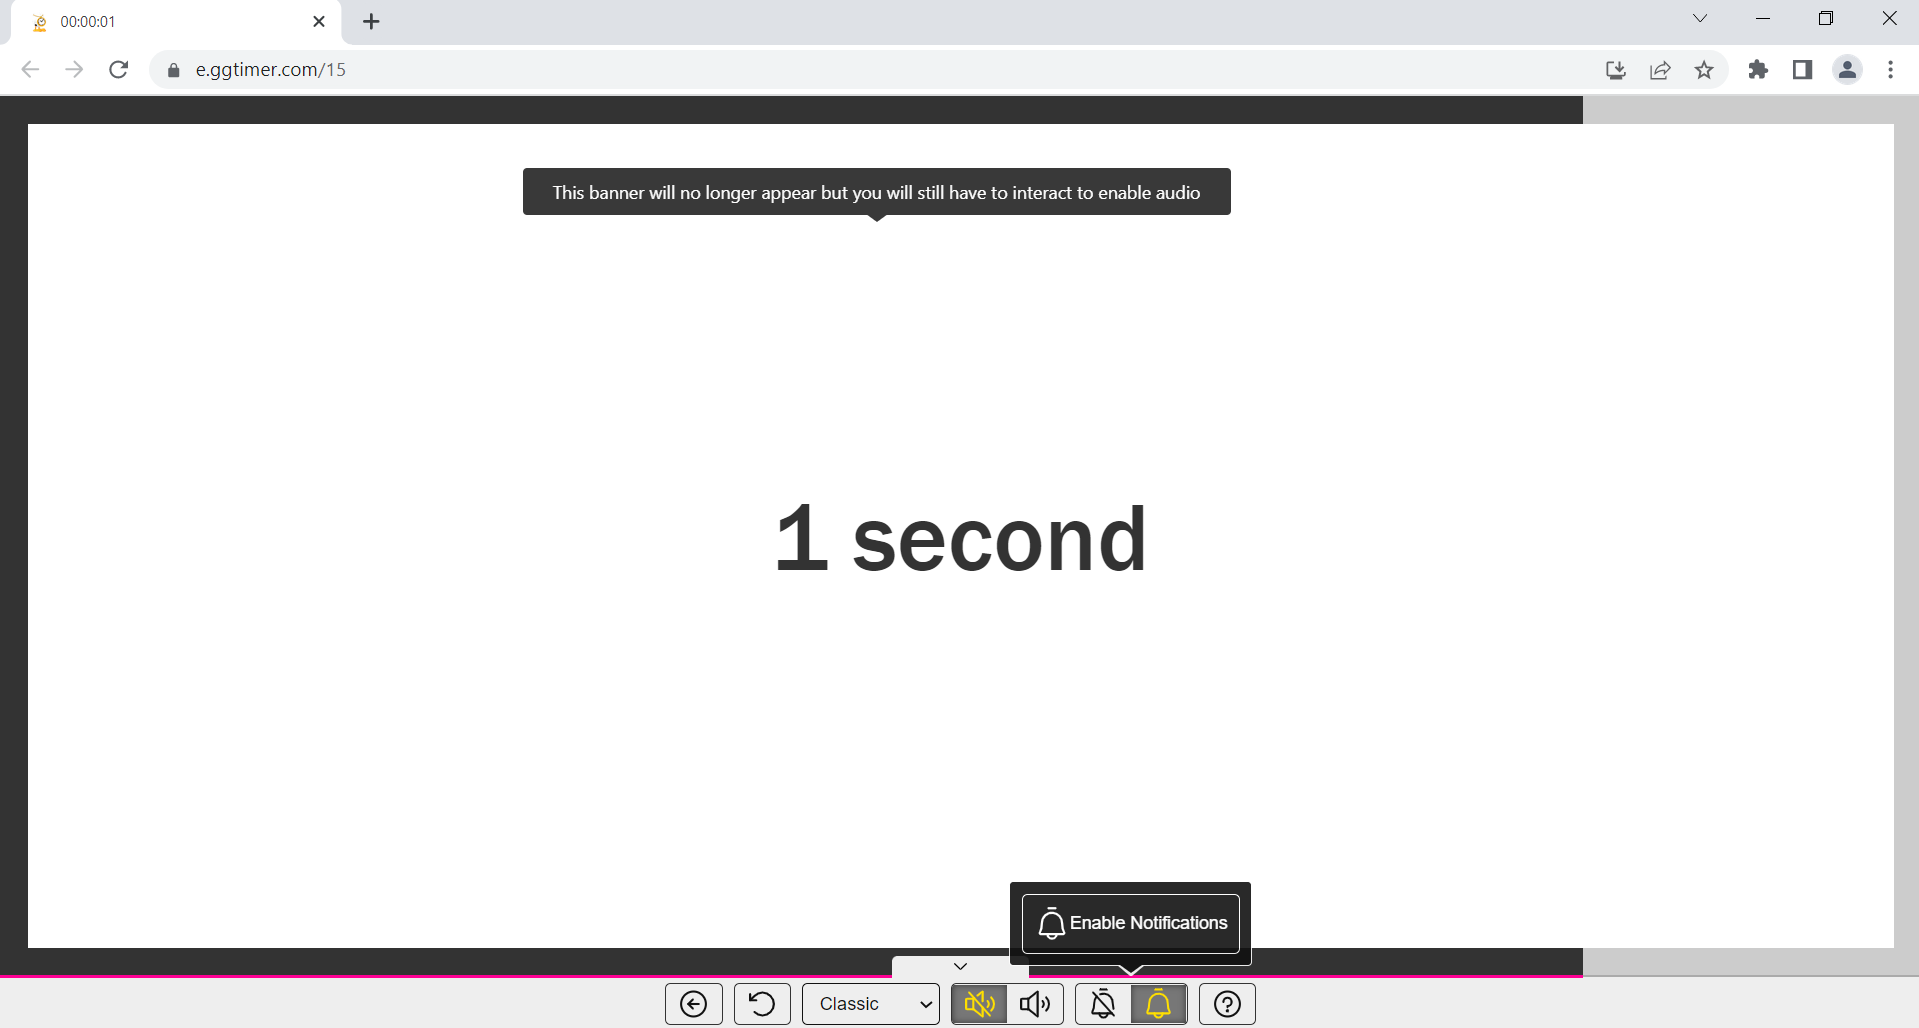 00:00:01
e.ggtimer.com/15
This banner will no longer appear but you will still have to interact to enable audio
1 second
Enable Notifications
Classic